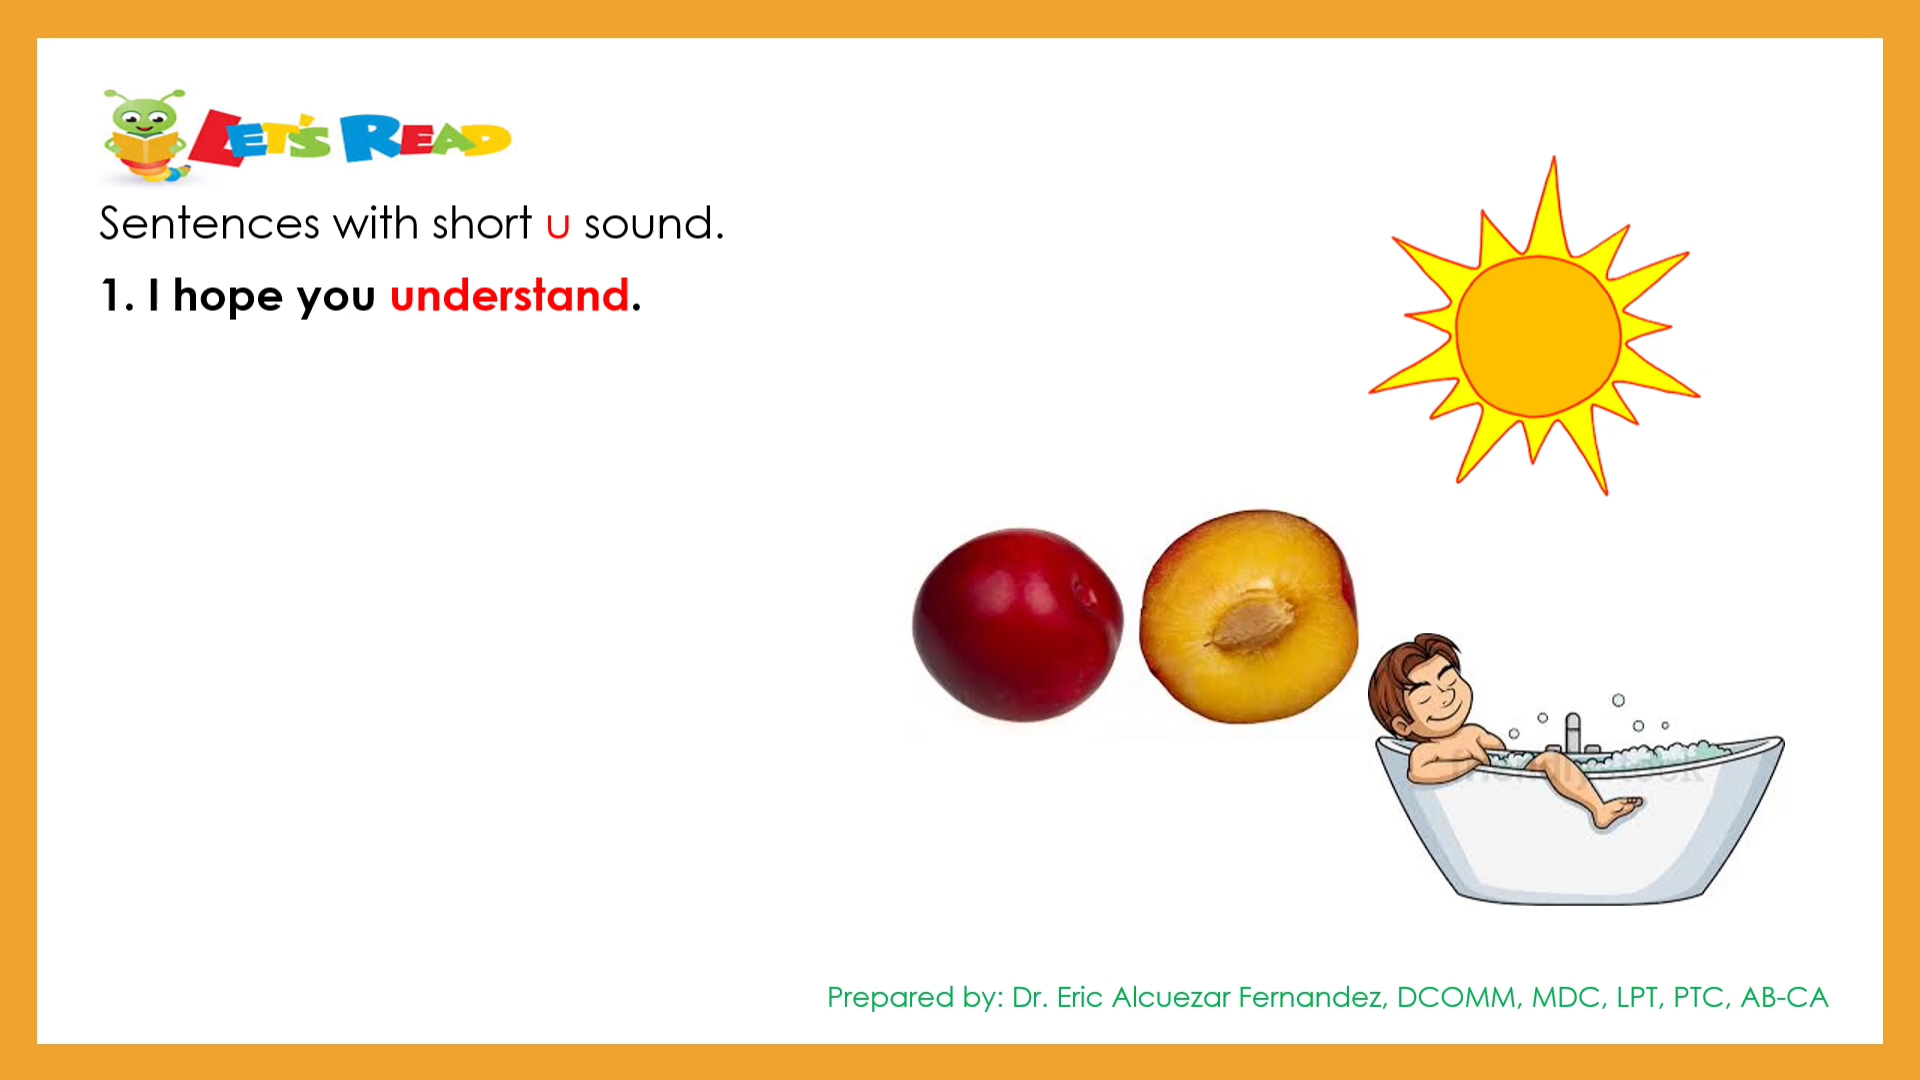 LET'S READ
Sentences with short u sound.
1. I hope you understand.
Prepared by: Dr. Eric Alcuezar Fernandez, DCOMM, MDC, LPT, PTC, AB-CA